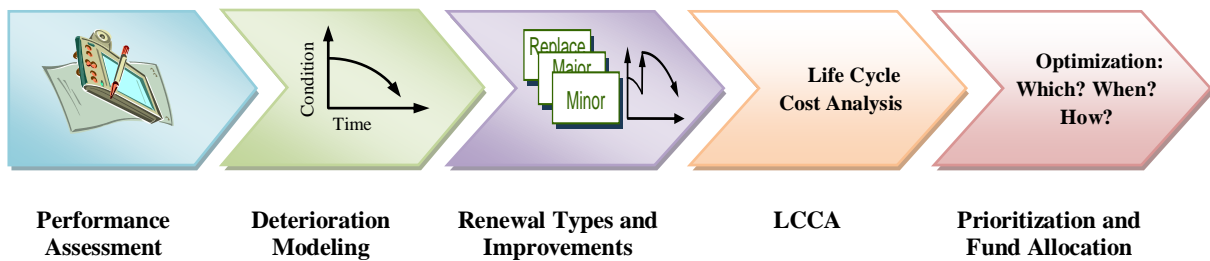 Condition
Time
Replace
Major
Minor
Life Cycle
Cost Analysis
Optimization:
Which? When?
How?
Performance
Assessment
Deterioration
Modeling
Renewal Types and
Improvements
LCCA
Prioritization and
Fund Allocation